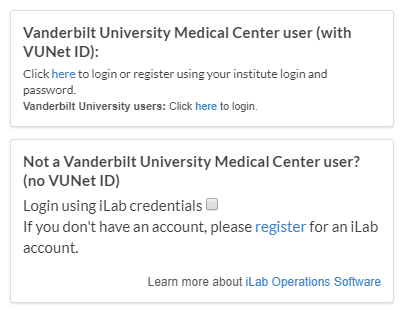 Vanderbilt University Medical Center user (with
VUNet ID):
Click here to login or register using your institute login and
password.
Vanderbilt University users: Click here to login.
Not a Vanderbilt University Medical Center user?
(no VUNet ID)
Login using iLab credentials
If you don't have an account, please register for an iLab
account.
Learn more about iLab Operations Software